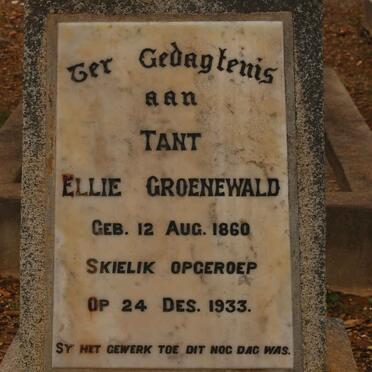 Ter Gedagtenis
aan
TANT
ELLIE GROENEWALD
GEB. 12 AUG. 1860
SKIELIK OPGEROEP
OP 24 DES. 1933.
SY HET GEWERK TOE DIT NOG DAG WAS.